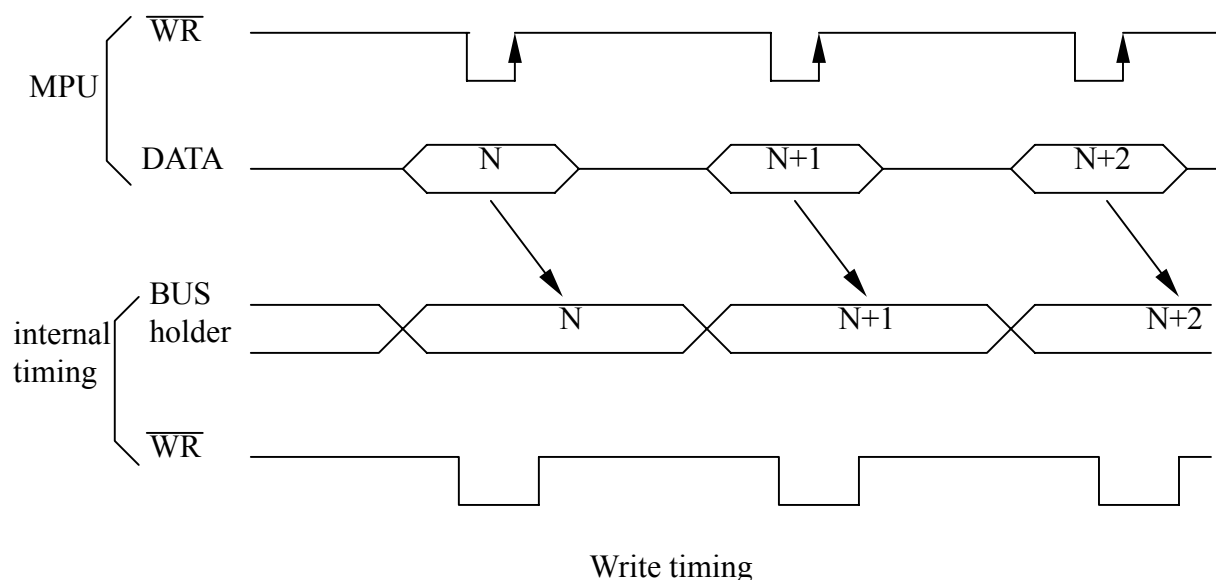 WR
MPU
DATA
N
N+1
N+2
BUS
holder
N
N+1
N+2
internal
timing
WR
Write timing